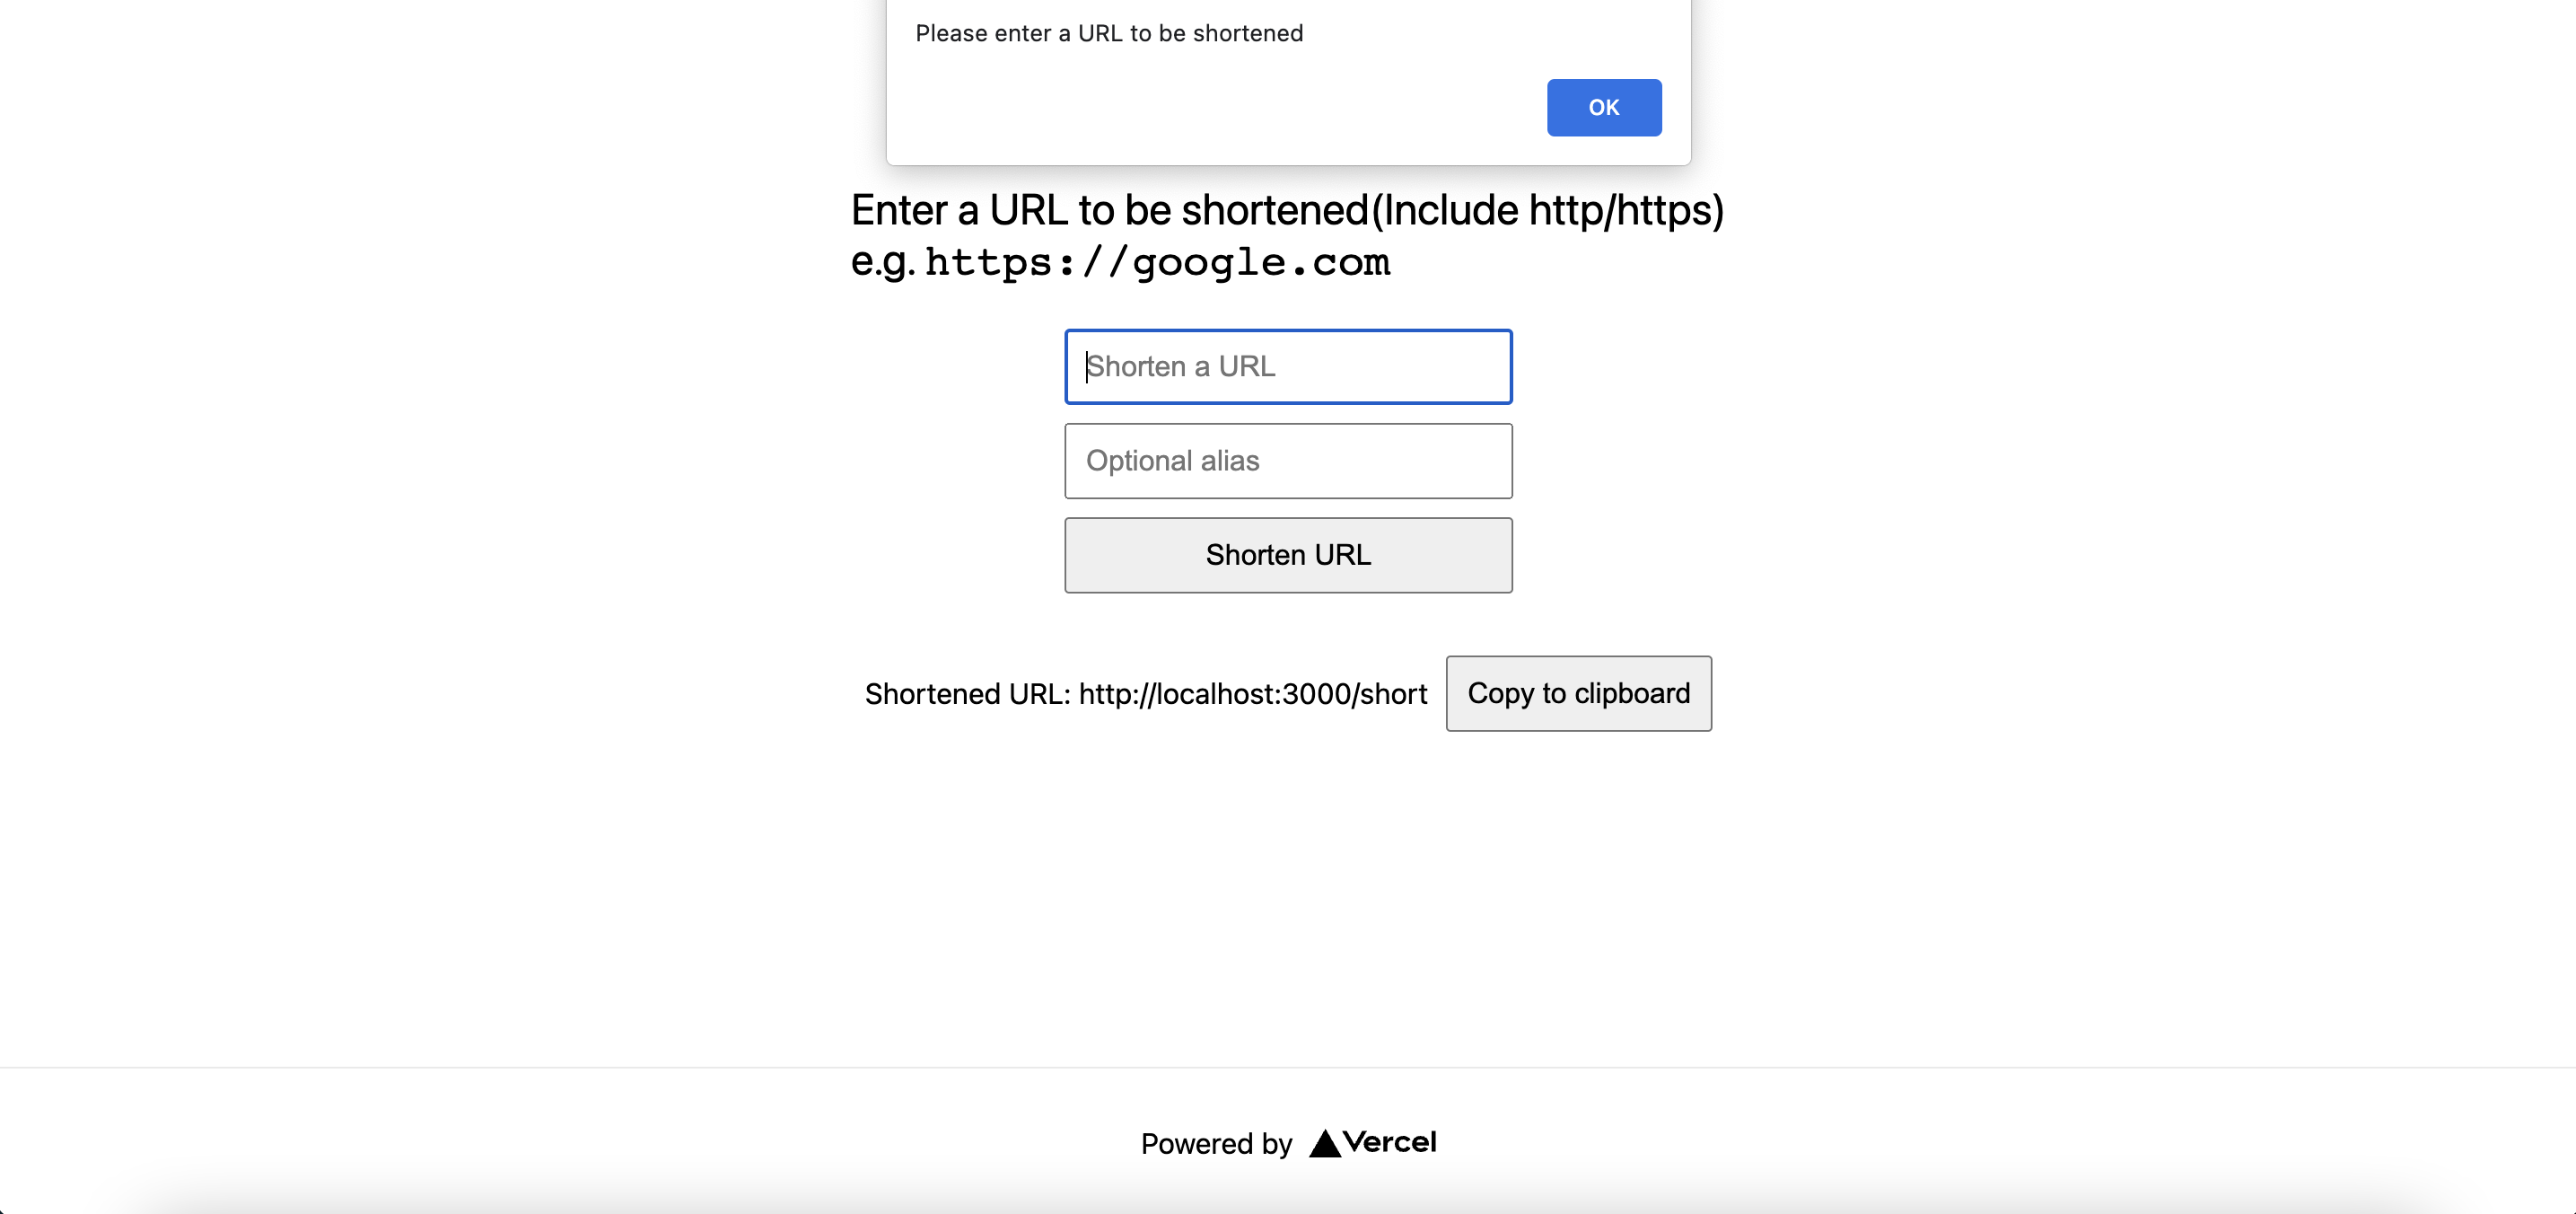 Please enter a URL to be shortened
OK
Enter a URL to be shortened(Include http/https)
e.g. https://google.com
Shorten a URL
Optional alias
Shorten URL
Shortened URL: http://localhost:3000/short Copy to clipboard
Powered by Vercel